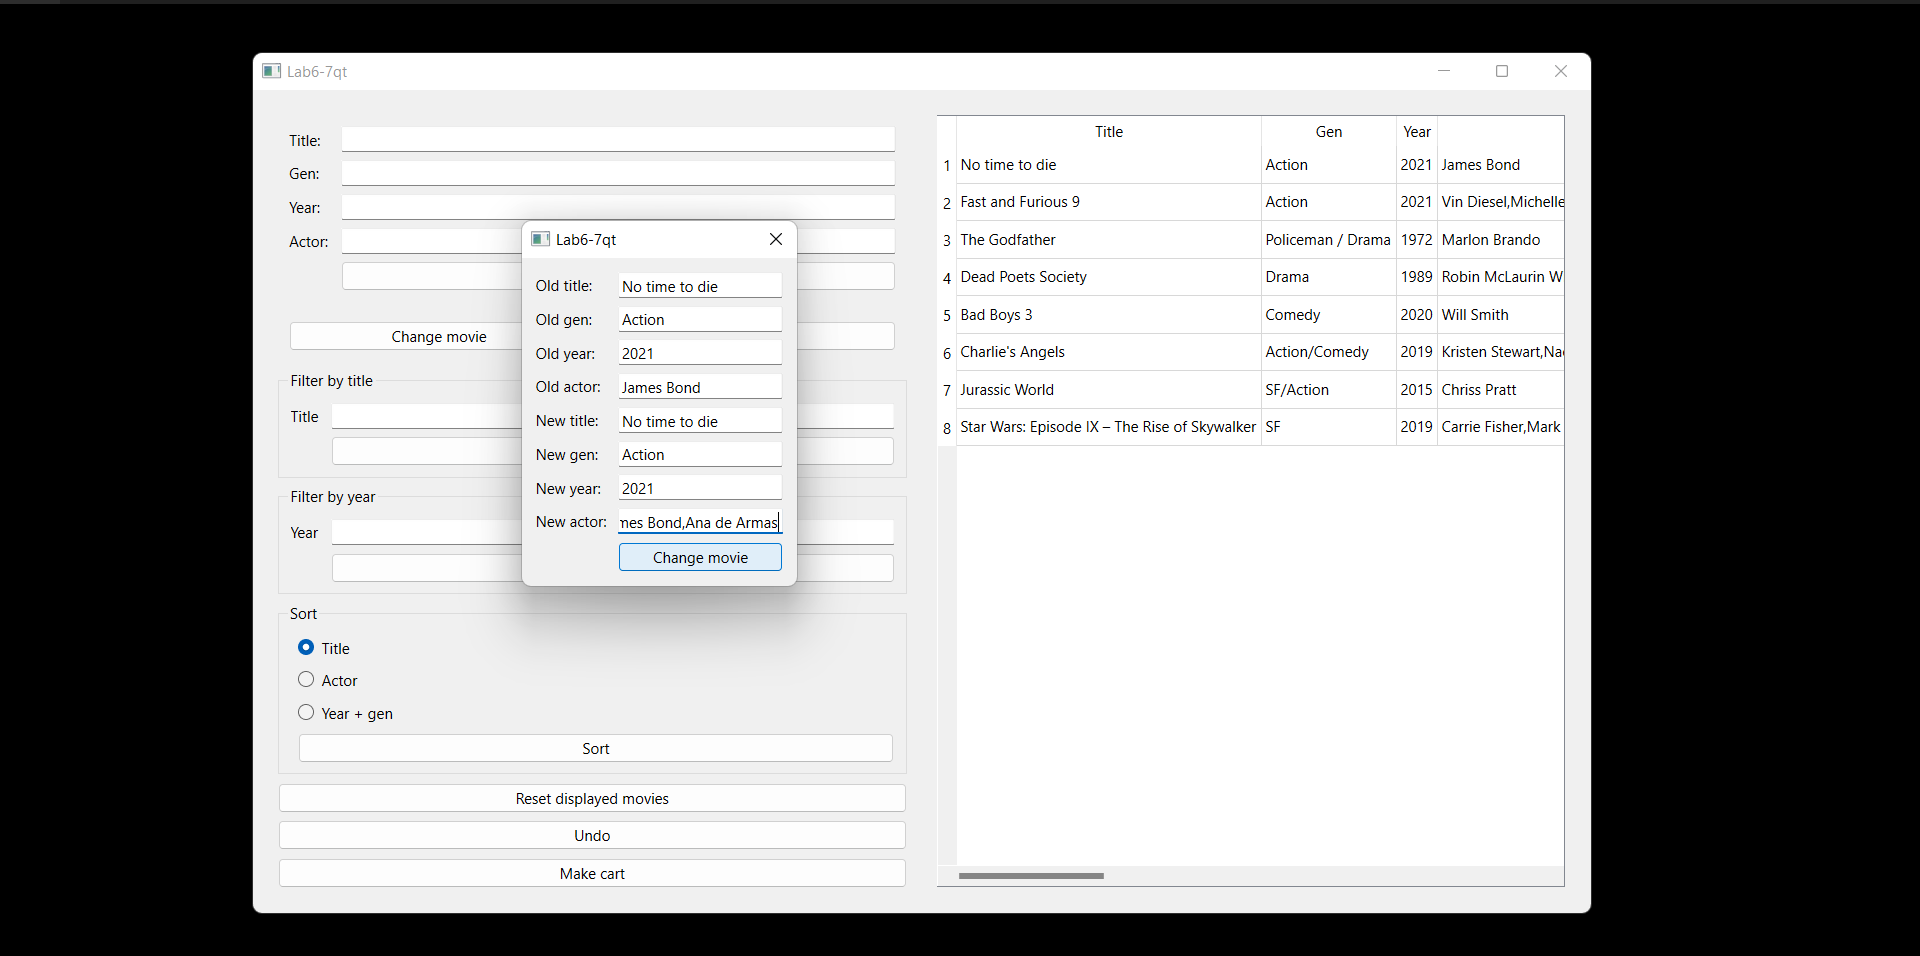 Lab6-7qt
Title:
Gen:
Year:
Actor:
Change movie
Filter by title
Title
Filter by year
Year
Sort
Title
Actor
Year + gen
Sort
Reset displayed movies
Undo
Make cart
Lab6-7qt
Old title: No time to die
Old gen: Action
Old year: 2021
Old actor: James Bond
New title: No time to die
New gen: Action
New year: 2021
New actor: mes Bond,Ana de Armas
Change movie
Title Gen Year
1 No time to die Action 2021 James Bond
2 Fast and Furious 9 Action 2021 Vin Diesel,Michelle
3 The Godfather Policeman / Drama 1972 Marlon Brando
4 Dead Poets Society Drama 1989 Robin McLaurin W
5 Bad Boys 3 Comedy 2020 Will Smith
6 Charlie's Angels Action/Comedy 2019 Kristen Stewart,Nao
7 Jurassic World SF/Action 2015 Chriss Pratt
8 Star Wars: Episode IX – The Rise of Skywalker SF 2019 Carrie Fisher,Mark